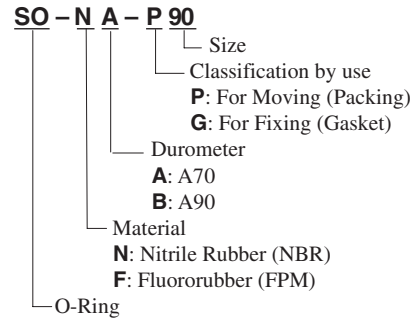 SO – N A – P 90
Size
Classification by use
P: For Moving (Packing)
G: For Fixing (Gasket)
Durometer
A: A70
B: A90
Material
N: Nitrile Rubber (NBR)
F: Fluororubber (FPM)
O-Ring